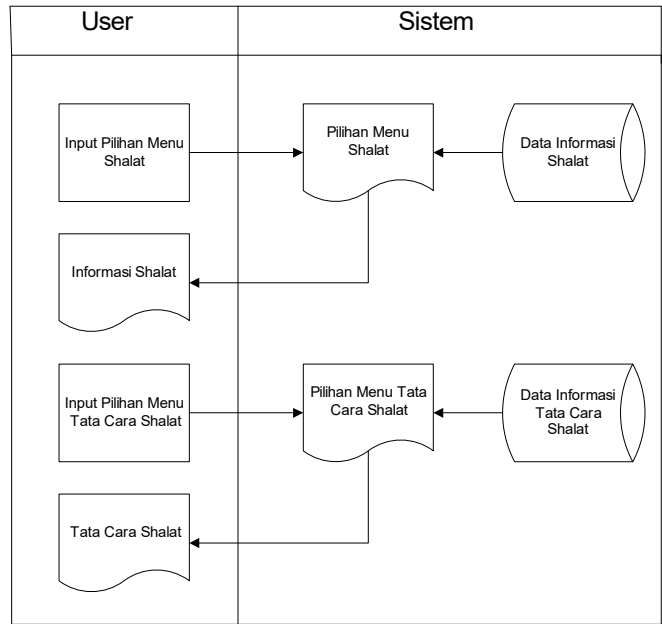 User
Sistem
Input Pilihan Menu
Shalat
Pilihan Menu
Shalat
Data Informasi
Shalat
Informasi Shalat
Input Pilihan Menu
Tata Cara Shalat
Pilihan Menu Tata
Cara Shalat
Data Informasi
Tata Cara
Shalat
Tata Cara Shalat